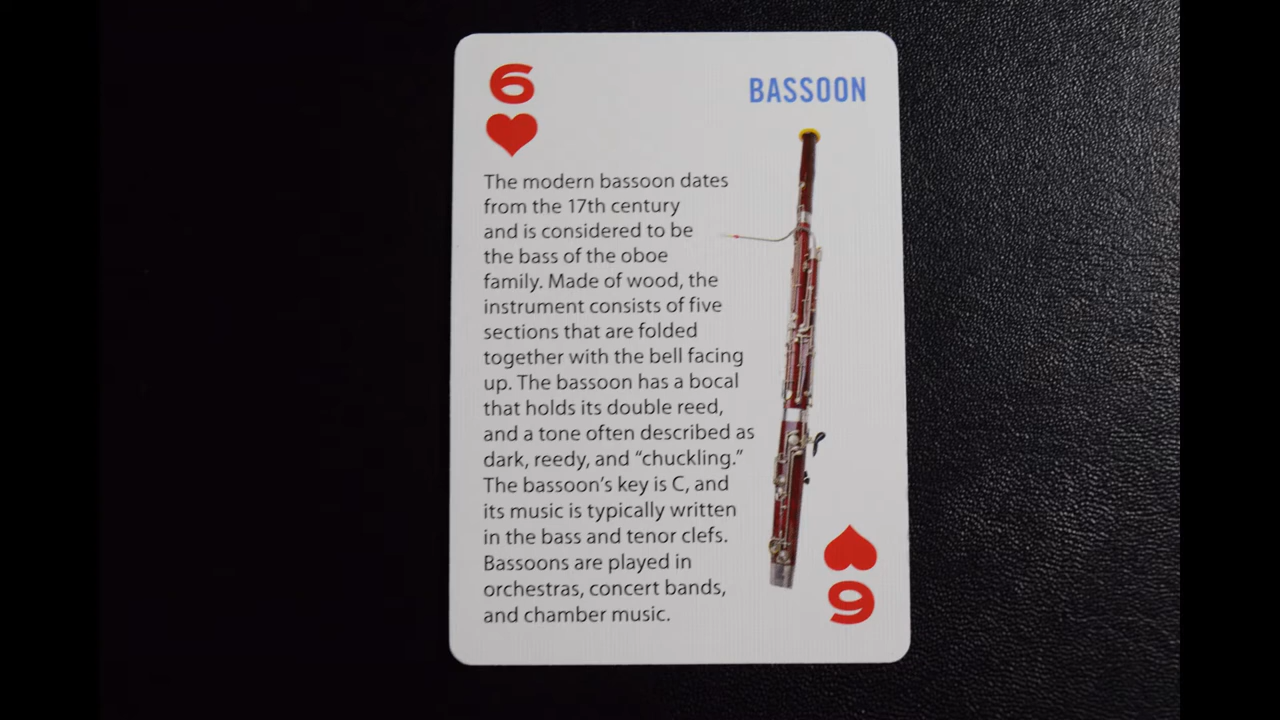 6
BASSOON
The modern bassoon dates
from the 17th century
and is considered to be
the bass of the oboe
family. Made of wood, the
instrument consists of five
sections that are folded
together with the bell facing
up. The bassoon has a bocal
that holds its double reed,
and a tone often described as
dark, reedy, and “chuckling.”
The bassoon’s key is C, and
its music is typically written
in the bass and tenor clefs.
Bassoons are played in
orchestras, concert bands,
and chamber music.
6